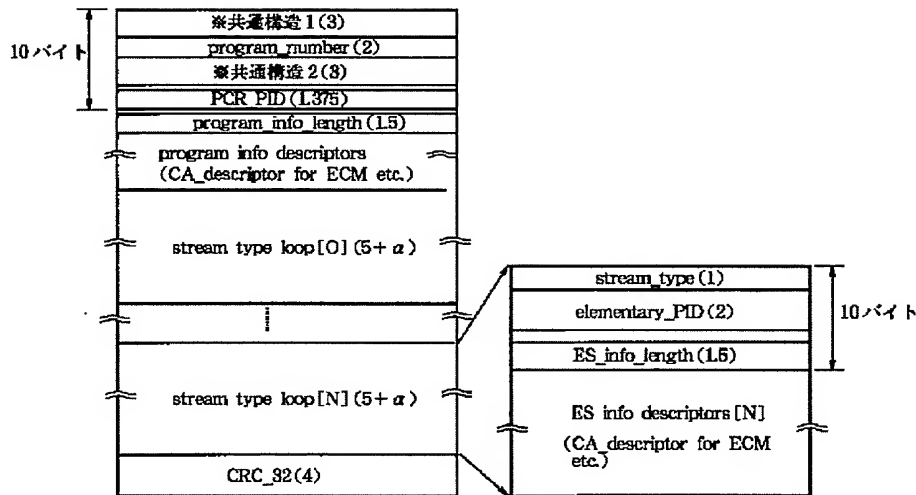 ※共通構造1(3)
10バイト
program_number(2)
※共通構造2(3)
PCR_PID(1.375)
program_info_length(1.5)
program info descriptors
(CA_descriptor for ECM etc.)
stream type loop[0](5+α)
stream type loop[N](5+α)
CRC_32(4)
stream_type(1)
elementary_PID(2)
10バイト
ES_info_length(1.5)
ES info descriptors[N]
(CA_descriptor for ECM
etc.)